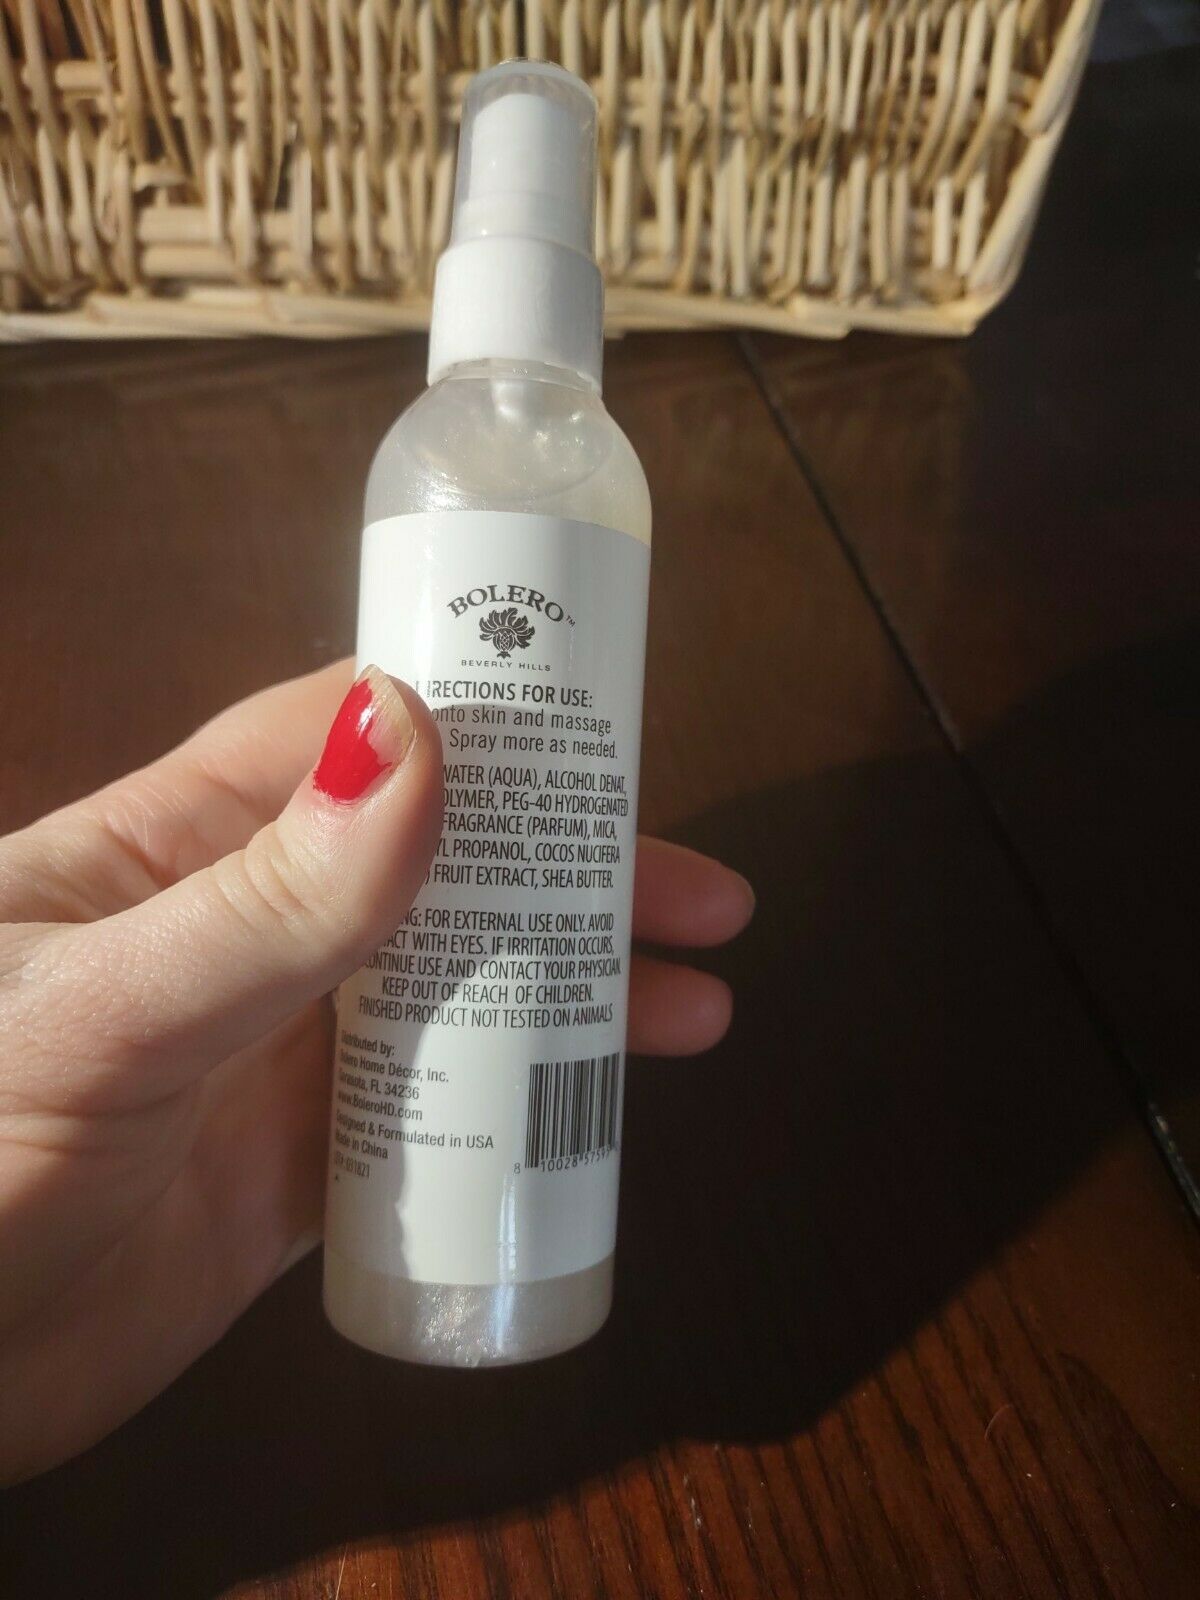 BOLERO™
BEVERLY HILLS
RECTIONS FOR USE:
onto skin and massage
Spray more as needed.
WATER (AQUA), ALCOHOL DENAT,
OLYMER, PEG-40 HYDROGENATED
FRAGRANCE (PARFUM), MICA,
YL PROPANOL, COCOS NUCIFERA
) FRUIT EXTRACT, SHEA BUTTER.
NG: FOR EXTERNAL USE ONLY. AVOID
ACT WITH EYES. IF IRRITATION OCCURS,
CONTINUE USE AND CONTACT YOUR PHYSICIAN.
KEEP OUT OF REACH OF CHILDREN.
FINISHED PRODUCT NOT TESTED ON ANIMALS
Distributed by:
Bolero Home Décor, Inc.
Sarasota, FL 34236
www.BoleroHD.com
Designed & Formulated in USA
Made in China
031821
8 10028 57595